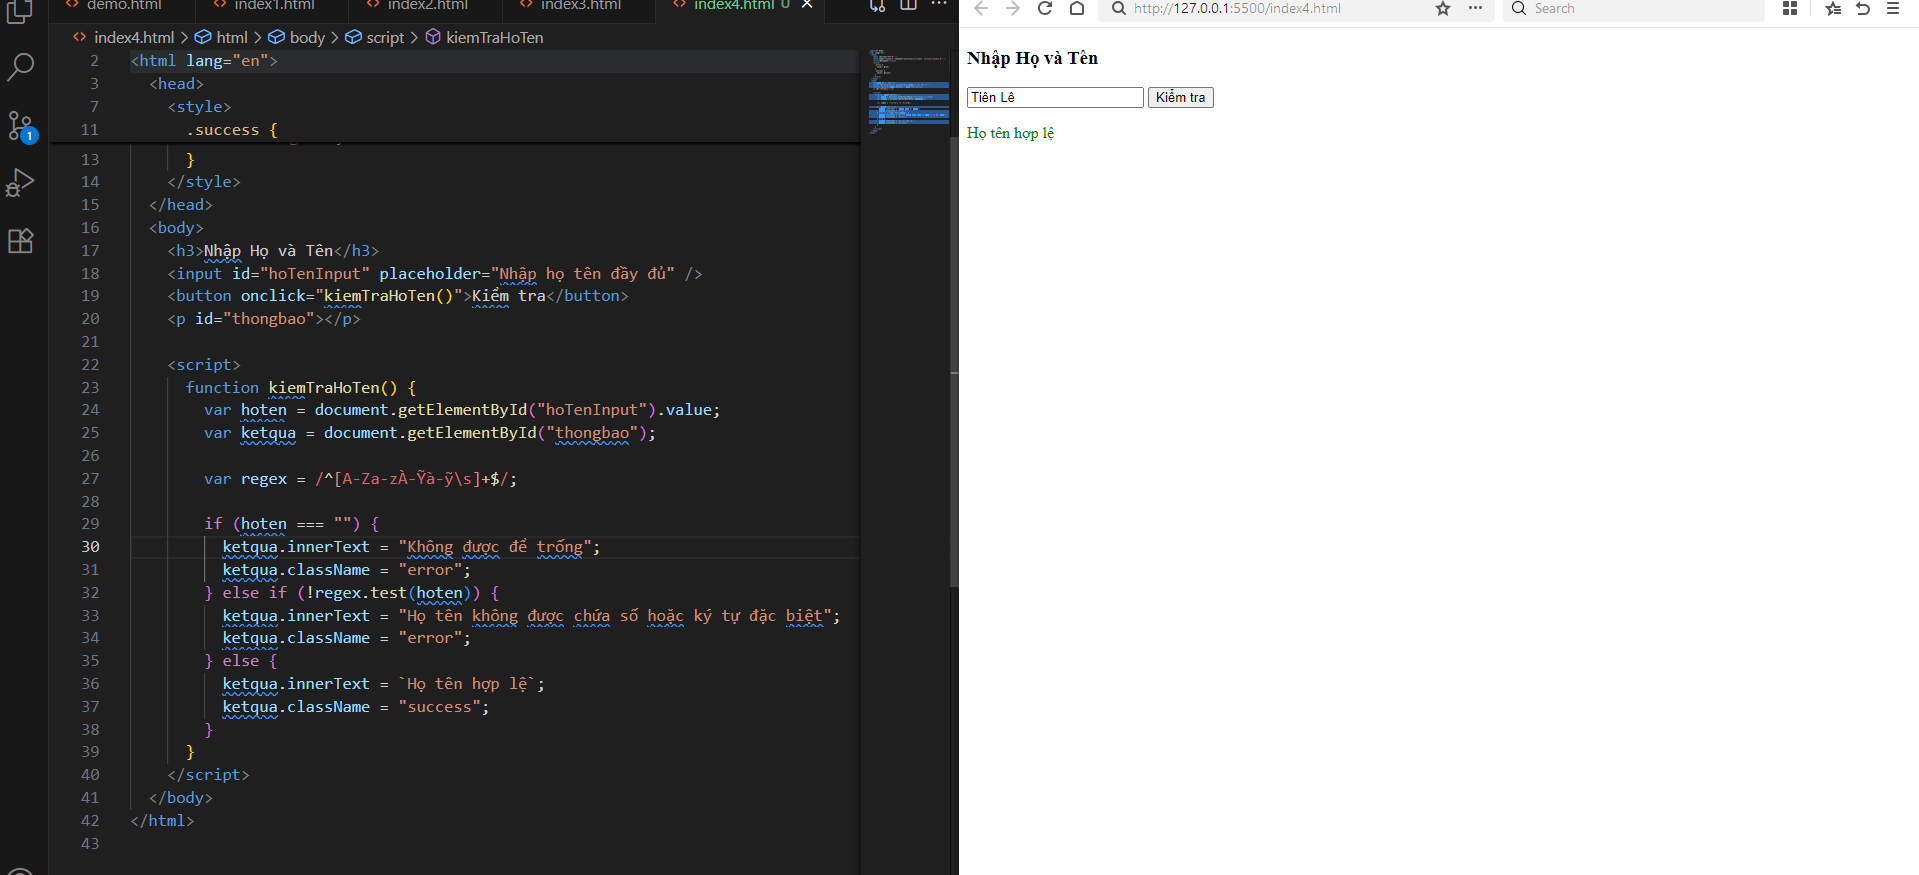 demo.html index1.html index2.html index3.html index4.html U
index4.html > html > body > script > kiemTraHoTen
2 <html lang="en">
3 <head>
7 <style>
11 .success {
13 }
14 </style>
15 </head>
16 <body>
17 <h3>Nhập Họ và Tên</h3>
18 <input id="hoTenInput" placeholder="Nhập họ tên đầy đủ" />
19 <button onclick="kiemTraHoTen()">Kiểm tra</button>
20 <p id="thongbao"></p>
21
22 <script>
23 function kiemTraHoTen() {
24 var hoten = document.getElementById("hoTenInput").value;
25 var ketqua = document.getElementById("thongbao");
26
27 var regex = /^[A-Za-zÀ-Ỹà-ỹ\s]+$/;
28
29 if (hoten === "") {
30 ketqua.innerText = "Không được để trống";
31 ketqua.className = "error";
32 } else if (!regex.test(hoten)) {
33 ketqua.innerText = "Họ tên không được chứa số hoặc ký tự đặc biệt";
34 ketqua.className = "error";
35 } else {
36 ketqua.innerText = `Họ tên hợp lệ`;
37 ketqua.className = "success";
38 }
39 }
40 </script>
41 </body>
42 </html>
43
1
http://127.0.0.1:5500/index4.html
Search
Nhập Họ và Tên
Tiên Lê
Kiểm tra
Họ tên hợp lệ